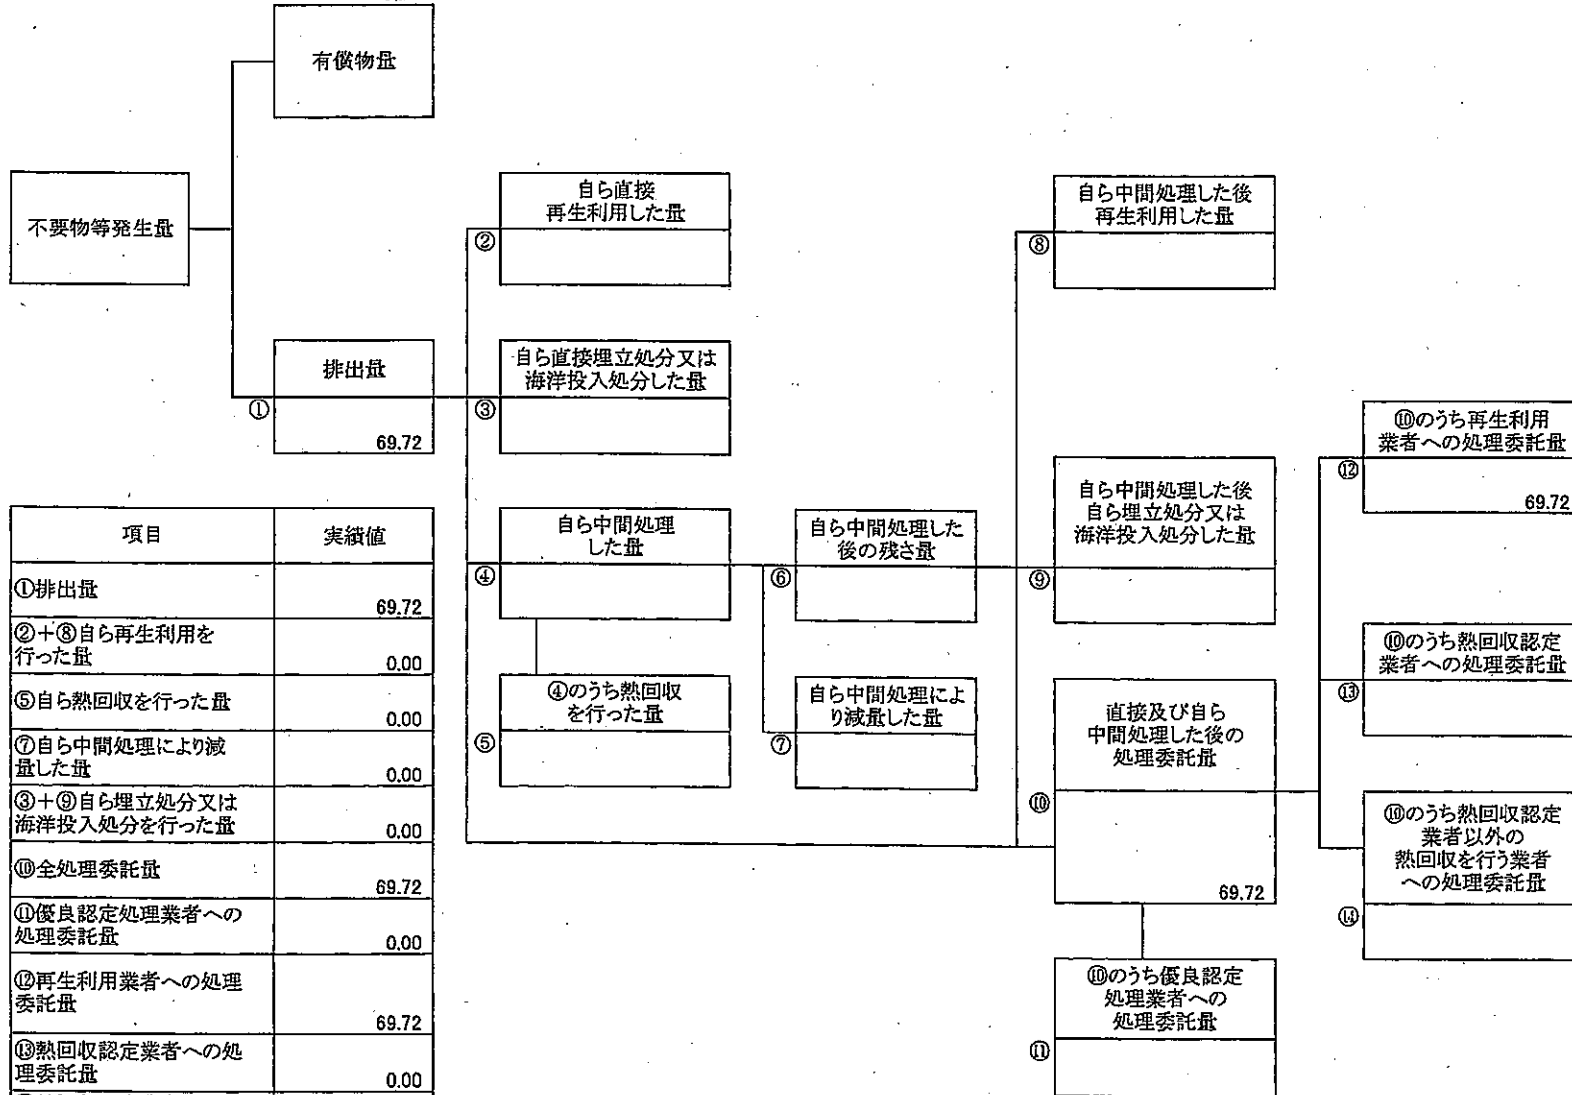 有償物量
不要物等発生量
自ら直接
再生利用した量
②
自ら中間処理した後
再生利用した量
⑧
排出量
①
69.72
自ら直接埋立処分又は
海洋投入処分した量
③
⑩のうち再生利用
業者への処理委託量
⑫
69.72
自ら中間処理
した量
④
自ら中間処理した
後の残さ量
⑥
自ら中間処理した後
自ら埋立処分又は
海洋投入処分した量
⑨
⑩のうち熱回収認定
業者への処理委託量
⑬
④のうち熱回収
を行った量
⑤
自ら中間処理によ
り減量した量
⑦
直接及び自ら
中間処理した後の
処理委託量
⑩
69.72
⑩のうち熱回収認定
業者以外の
熱回収を行う業者
への処理委託量
⑭
⑩のうち優良認定
処理業者への
処理委託量
⑪
項目 実績値
①排出量
69.72
②+⑧自ら再生利用を
行った量
0.00
⑤自ら熱回収を行った量
0.00
⑦自ら中間処理により減
量した量
0.00
③+⑨自ら埋立処分又は
海洋投入処分を行った量
0.00
⑩全処理委託量
69.72
⑪優良認定処理業者への
処理委託量
0.00
⑫再生利用業者への処理
委託量
69.72
⑬熱回収認定業者への処
理委託量
0.00